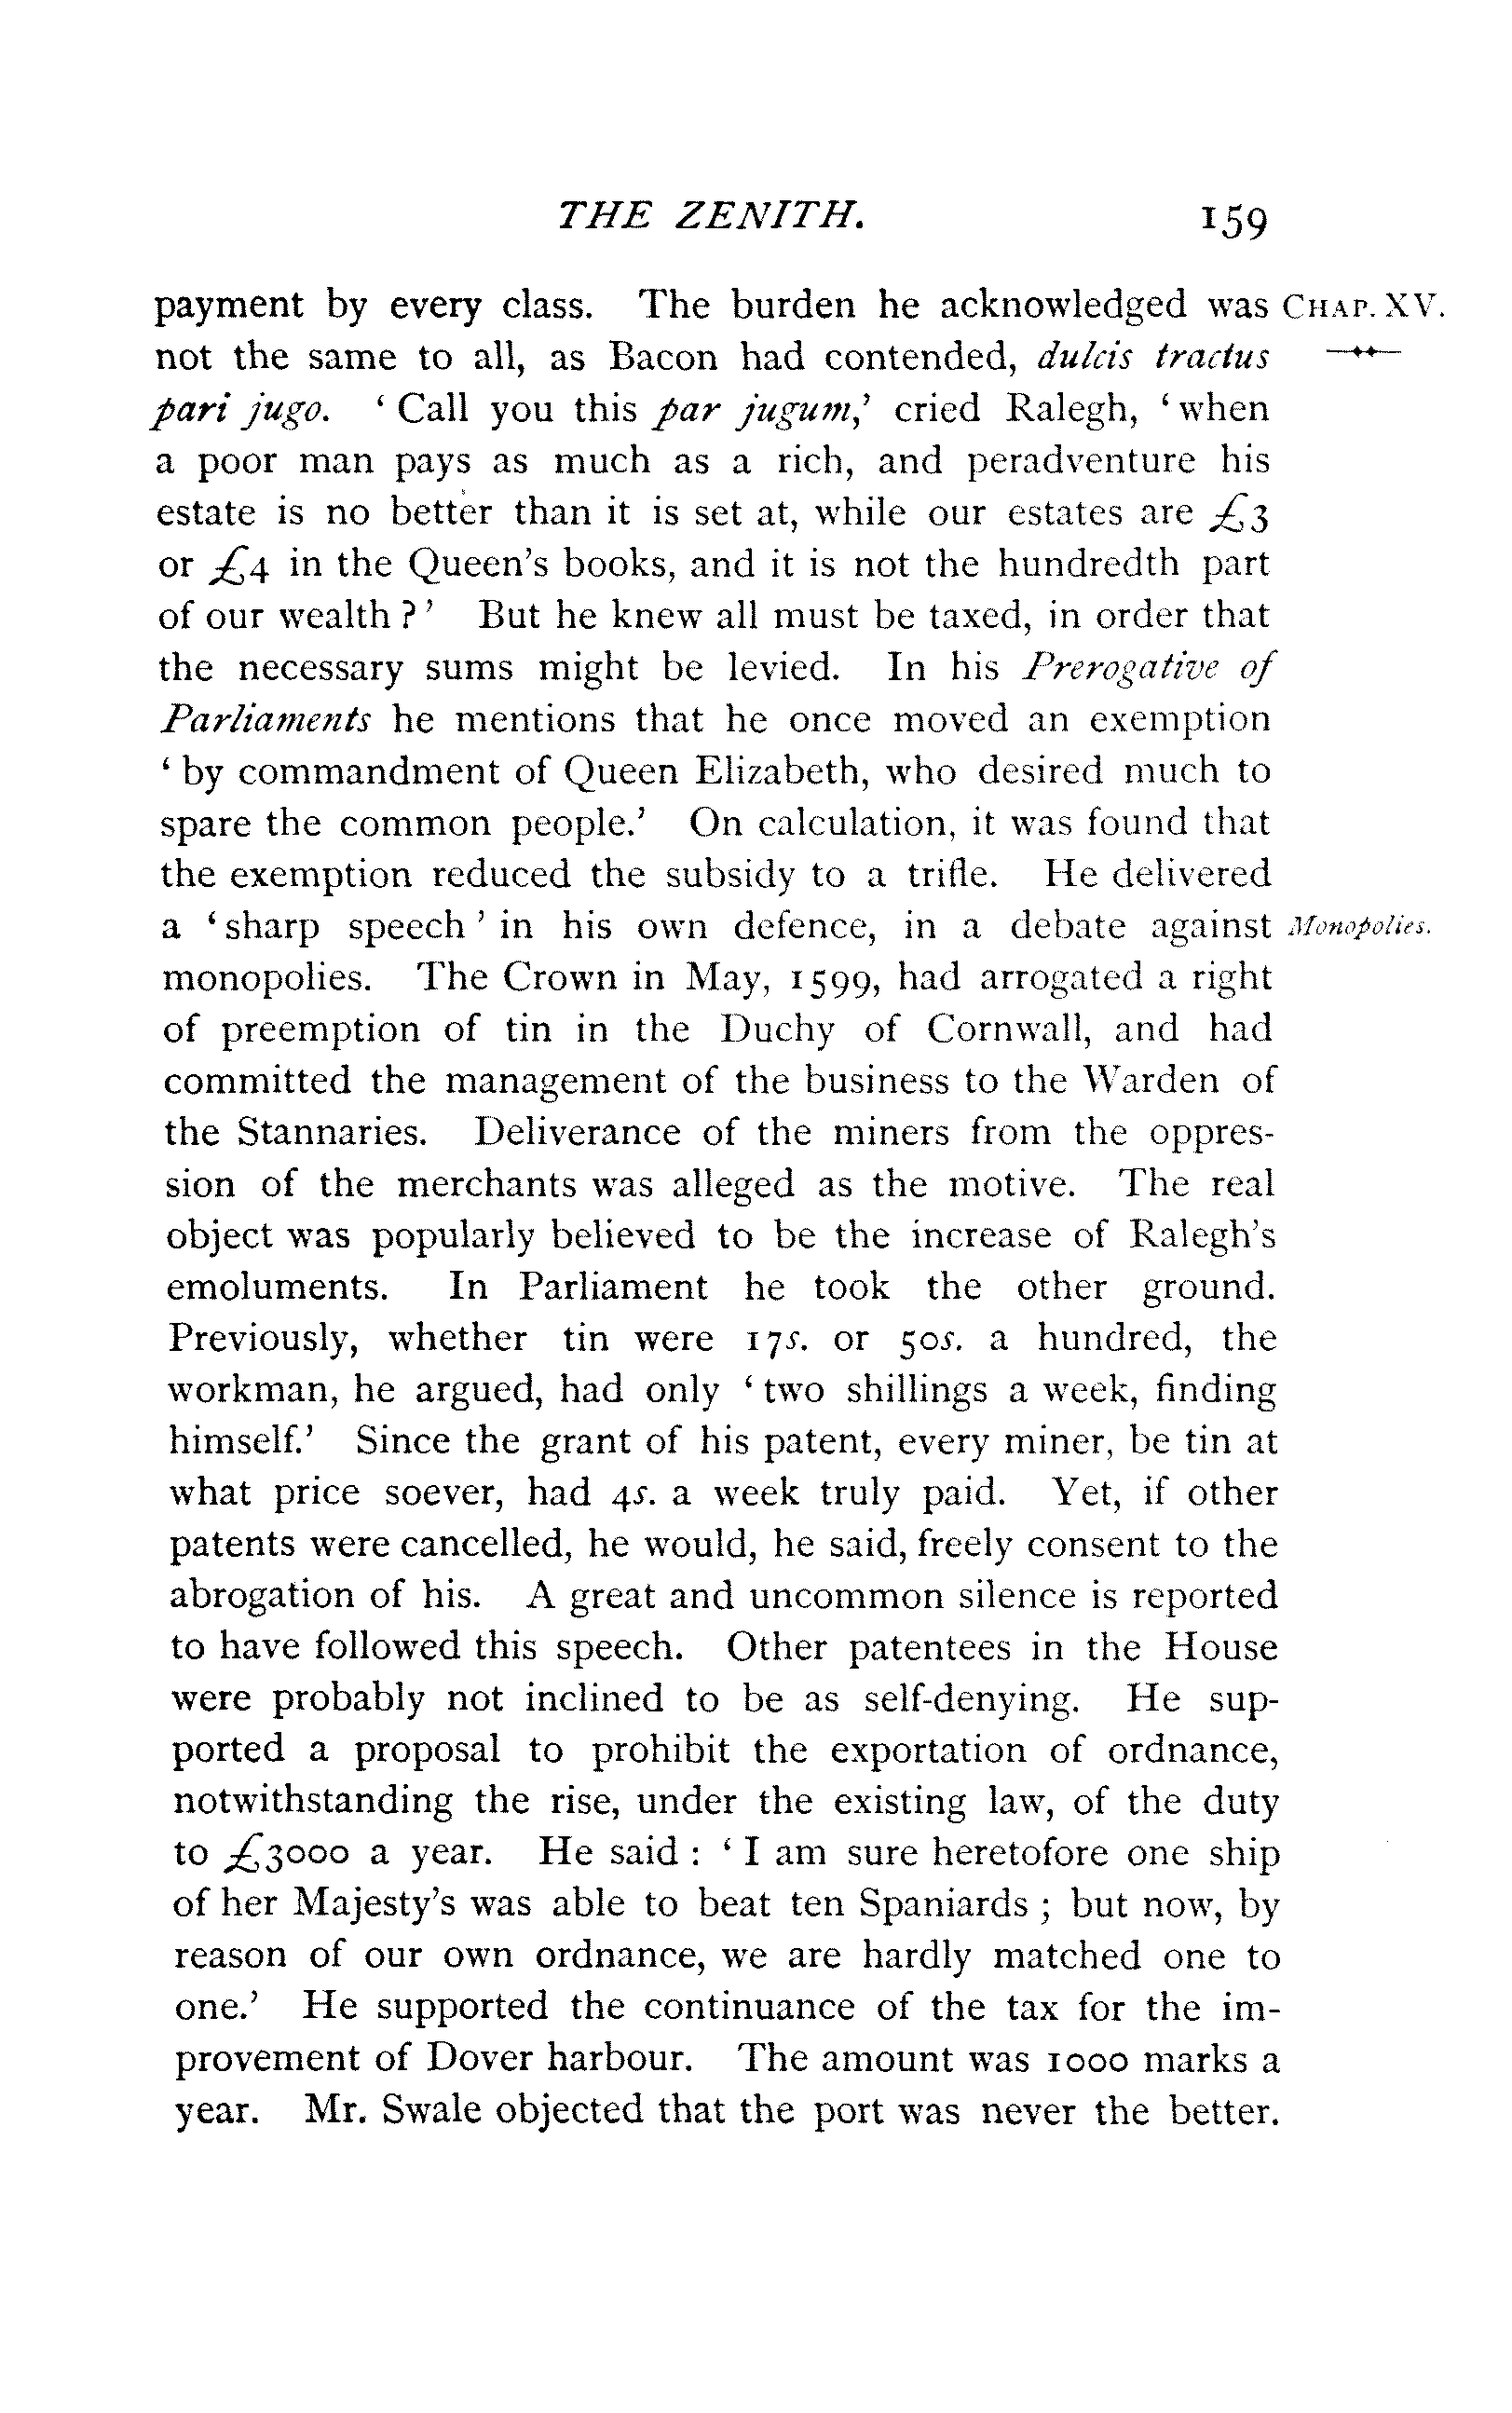 THE ZENITH. 159
payment by every class. The burden he acknowledged was CHAP. XV.
not the same to all, as Bacon had contended, dulcis tractus
pari jugo. ‘ Call you this par jugum,’ cried Ralegh, ‘ when
a poor man pays as much as a rich, and peradventure his
estate is no better than it is set at, while our estates are £3
or £4 in the Queen's books, and it is not the hundredth part
of our wealth ? ’ But he knew all must be taxed, in order that
the necessary sums might be levied. In his Prerogative of
Parliaments he mentions that he once moved an exemption
‘ by commandment of Queen Elizabeth, who desired much to
spare the common people.’ On calculation, it was found that
the exemption reduced the subsidy to a trifle. He delivered
a ‘ sharp speech ’ in his own defence, in a debate against Monopolies.
monopolies. The Crown in May, 1599, had arrogated a right
of preemption of tin in the Duchy of Cornwall, and had
committed the management of the business to the Warden of
the Stannaries. Deliverance of the miners from the oppres-
sion of the merchants was alleged as the motive. The real
object was popularly believed to be the increase of Ralegh's
emoluments. In Parliament he took the other ground.
Previously, whether tin were 17s. or 50s. a hundred, the
workman, he argued, had only ‘ two shillings a week, finding
himself.’ Since the grant of his patent, every miner, be tin at
what price soever, had 4s. a week truly paid. Yet, if other
patents were cancelled, he would, he said, freely consent to the
abrogation of his. A great and uncommon silence is reported
to have followed this speech. Other patentees in the House
were probably not inclined to be as self-denying. He sup-
ported a proposal to prohibit the exportation of ordnance,
notwithstanding the rise, under the existing law, of the duty
to £3000 a year. He said : ‘ I am sure heretofore one ship
of her Majesty's was able to beat ten Spaniards ; but now, by
reason of our own ordnance, we are hardly matched one to
one.’ He supported the continuance of the tax for the im-
provement of Dover harbour. The amount was 1000 marks a
year. Mr. Swale objected that the port was never the better.